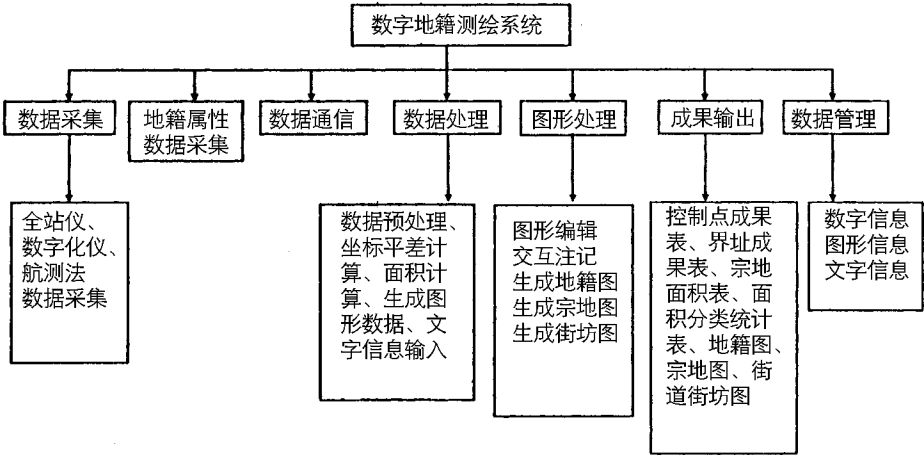 数字地籍测绘系统
数据采集
地籍属性
数据采集
数据通信
数据处理
图形处理
成果输出
数据管理
全站仪、
数字化仪、
航测法
数据采集
数据预处理、
坐标平差计
算、面积计
算、生成图
形数据、文
字信息输入
图形编辑
交互注记
生成地籍图
生成宗地图
生成街坊图
控制点成果
表、界址成
果表、宗地
面积表、面
积分类统计
表、地籍图、
宗地图、街
道街坊图
数字信息
图形信息
文字信息